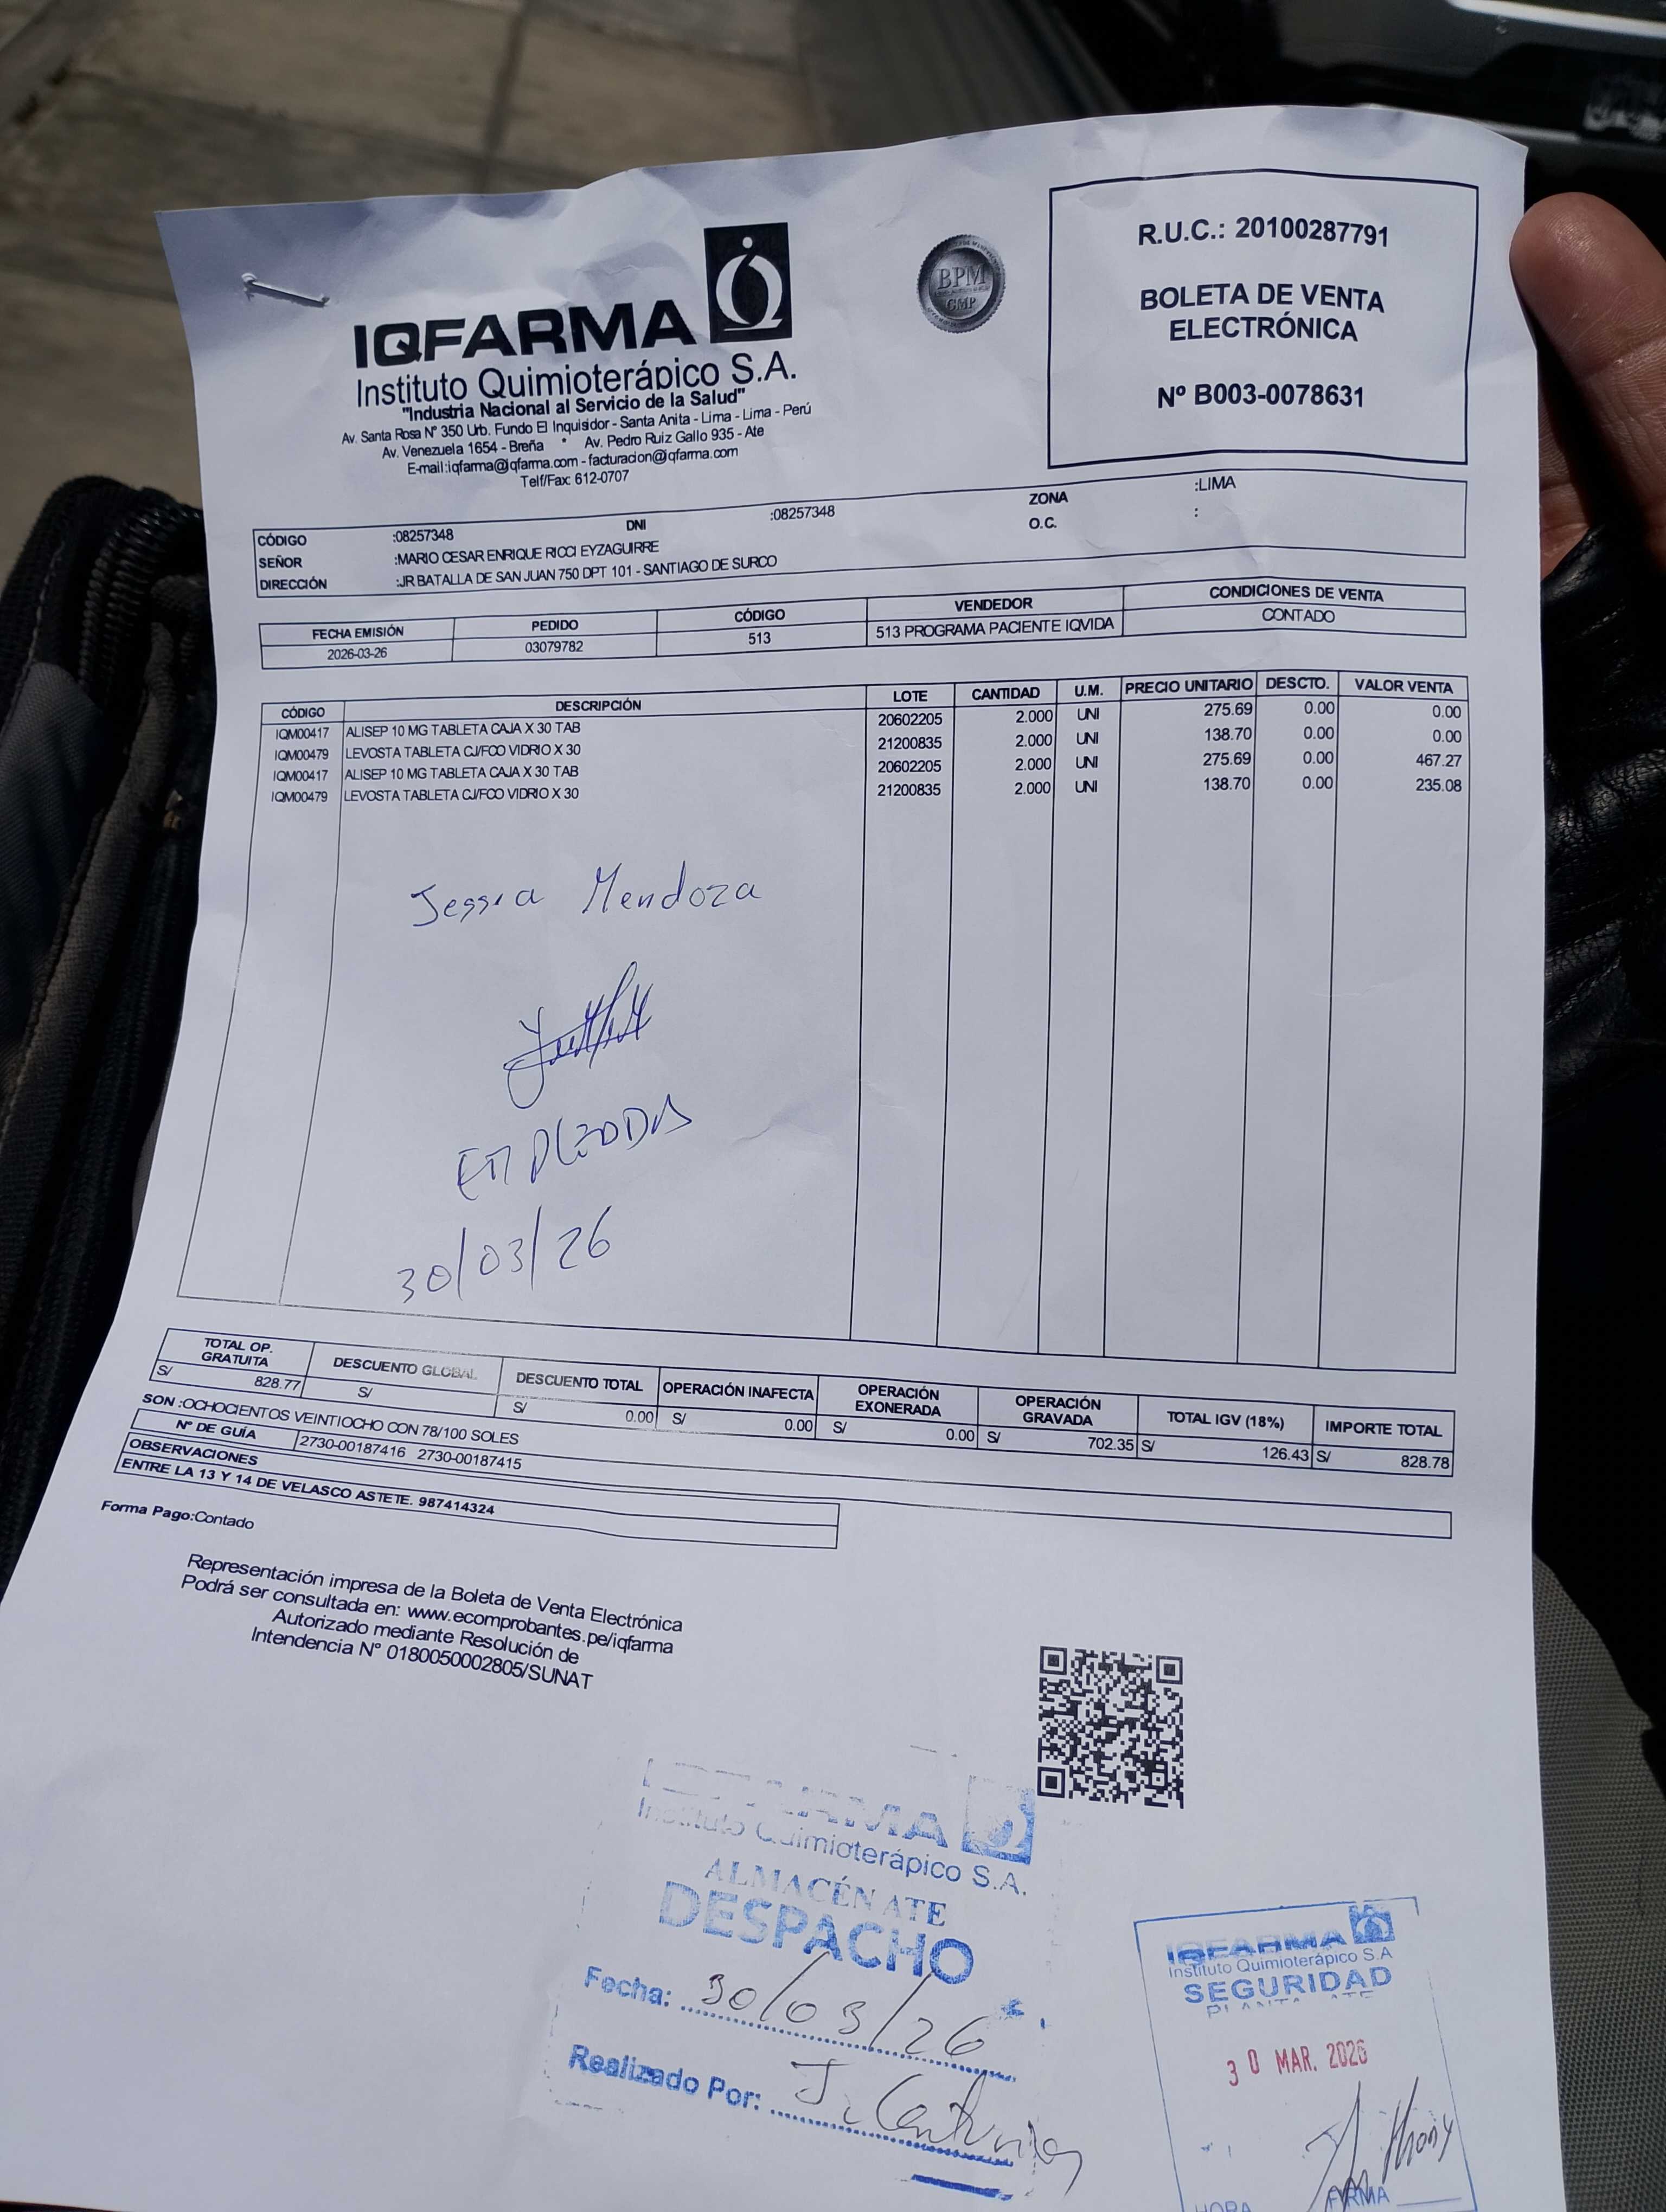 IQFARMA
Instituto Quimioterápico S.A.
"Industria Nacional al Servicio de la Salud"
Av. Santa Rosa N° 350 Urb. Fundo El Inquisidor - Santa Anita - Lima - Lima - Perú
Av. Venezuela 1654 - Breña * Av. Pedro Ruiz Gallo 935 - Ate
E-mail:iqfarma@iqfarma.com - facturacion@iqfarma.com
Telf/Fax: 612-0707
BPM
GMP
R.U.C.: 20100287791
BOLETA DE VENTA
ELECTRÓNICA
Nº B003-0078631
CÓDIGO :08257348 DNI :08257348 ZONA :LIMA
SEÑOR :MARIO CESAR ENRIQUE RICCI EYZAGUIRRE O.C. :
DIRECCIÓN :JR BATALLA DE SAN JUAN 750 DPT 101 - SANTIAGO DE SURCO
FECHA EMISIÓN PEDIDO CÓDIGO VENDEDOR CONDICIONES DE VENTA
2026-03-26 03079782 513 513 PROGRAMA PACIENTE IQVIDA CONTADO
CÓDIGO DESCRIPCIÓN LOTE CANTIDAD U.M. PRECIO UNITARIO DESCTO. VALOR VENTA
IQM00417 ALISEP 10 MG TABLETA CAJA X 30 TAB 20602205 2.000 UNI 275.69 0.00 0.00
IQM00479 LEVOSTA TABLETA CJ/FCO VIDRIO X 30 21200835 2.000 UNI 138.70 0.00 0.00
IQM00417 ALISEP 10 MG TABLETA CAJA X 30 TAB 20602205 2.000 UNI 275.69 0.00 467.27
IQM00479 LEVOSTA TABLETA CJ/FCO VIDRIO X 30 21200835 2.000 UNI 138.70 0.00 235.08
Mendoza
30/03/26
TOTAL OP. GRATUITA DESCUENTO GLOBAL DESCUENTO TOTAL OPERACIÓN INAFECTA OPERACIÓN EXONERADA OPERACIÓN GRAVADA TOTAL IGV (18%) IMPORTE TOTAL
S/ 828.77 S/ S/ 0.00 S/ 0.00 S/ 0.00 S/ 702.35 S/ 126.43 S/ 828.78
SON :OCHOCIENTOS VEINTIOCHO CON 78/100 SOLES
Nº DE GUÍA 2730-00187416 2730-00187415
OBSERVACIONES
ENTRE LA 13 Y 14 DE VELASCO ASTETE. 987414324
Forma Pago:Contado
Representación impresa de la Boleta de Venta Electrónica
Podrá ser consultada en: www.ecomprobantes.pe/iqfarma
Autorizado mediante Resolución de
Intendencia N° 0180050002805/SUNAT
IQFARMA
Instituto Quimioterápico S.A.
ALMACÉN ATE
DESPACHO
Fecha: 30/03/26
Realizado Por: J.
IQFARMA
Instituto Quimioterápico S.A
SEGURIDAD
PLANTA ATE
30 MAR. 2026
HORA FIRMA